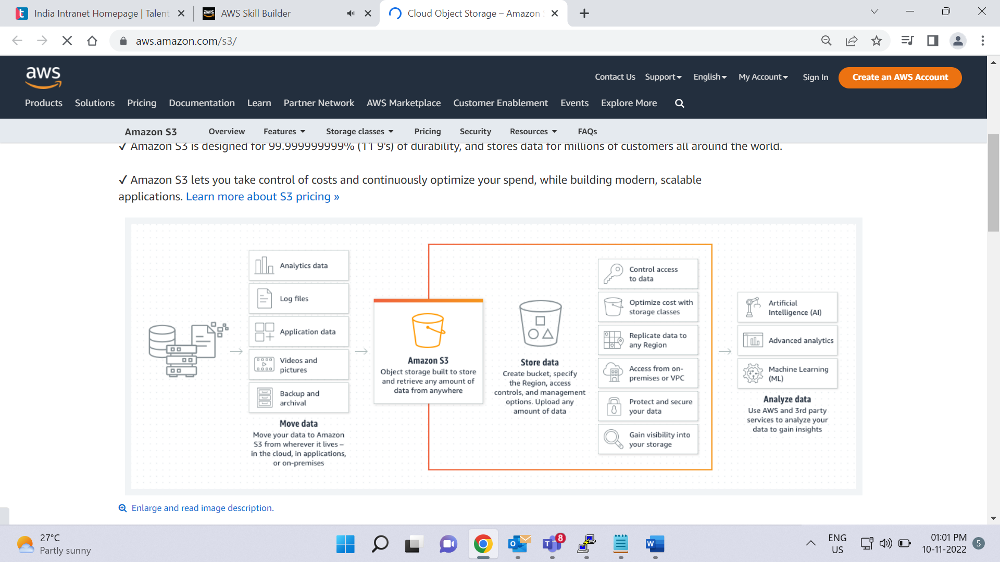 India Intranet Homepage | Talent
AWS Skill Builder
Cloud Object Storage – Amazon
aws.amazon.com/s3/
aws
Contact Us Support English My Account Sign In Create an AWS Account
Products Solutions Pricing Documentation Learn Partner Network AWS Marketplace Customer Enablement Events Explore More
Amazon S3 Overview Features Storage classes Pricing Security Resources FAQs
✓ Amazon S3 is designed for 99.999999999% (11 9's) of durability, and stores data for millions of customers all around the world.
✓ Amazon S3 lets you take control of costs and continuously optimize your spend, while building modern, scalable
applications. Learn more about S3 pricing »
Analytics data
Log files
Application data
Videos and
pictures
Backup and
archival
Move data
Move your data to Amazon
S3 from wherever it lives –
in the cloud, in applications,
or on-premises
Amazon S3
Object storage built to store
and retrieve any amount of
data from anywhere
Store data
Create bucket, specify
the Region, access
controls, and management
options. Upload any
amount of data
Control access
to data
Optimize cost with
storage classes
Replicate data to
any Region
Access from on-
premises or VPC
Protect and secure
your data
Gain visibility into
your storage
Artificial
Intelligence (AI)
Advanced analytics
Machine Learning
(ML)
Analyze data
Use AWS and 3rd party
services to analyze your
data to gain insights
Enlarge and read image description.
27°C
Partly sunny
8
ENG
US
01:01 PM
10-11-2022
5